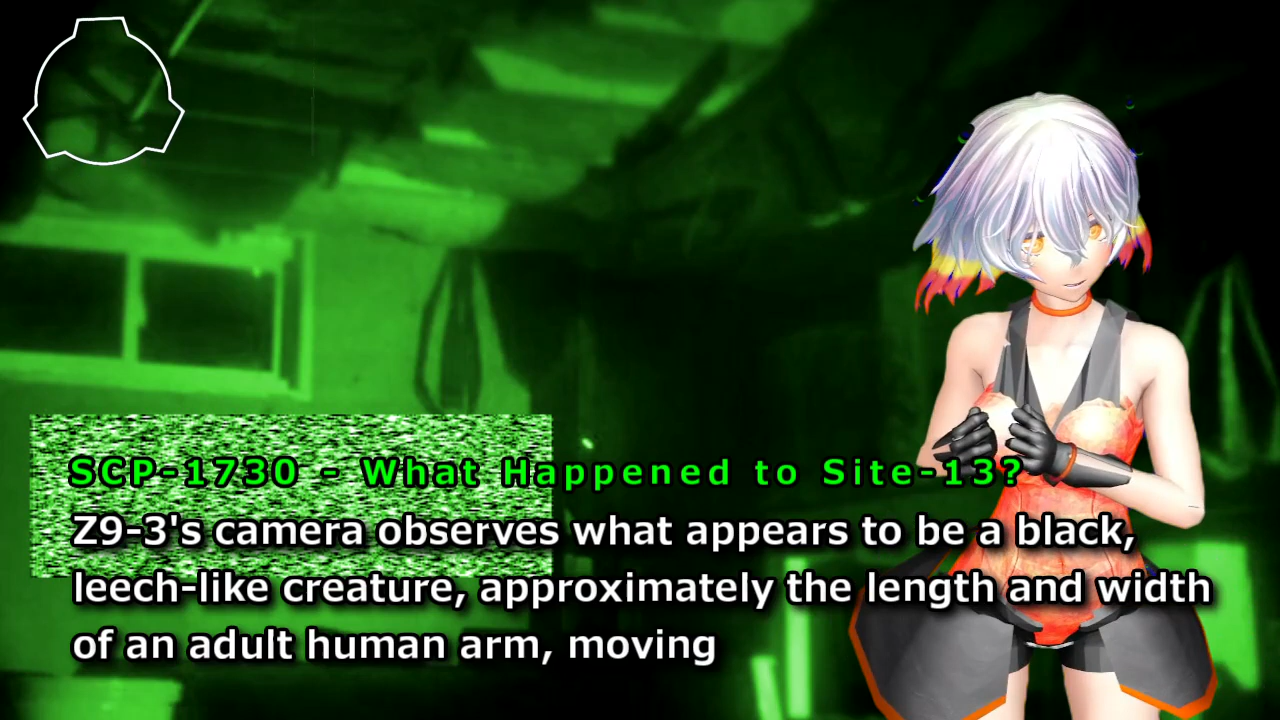 SCP-1730 - What Happened to Site-13?
Z9-3's camera observes what appears to be a black,
leech-like creature, approximately the length and width
of an adult human arm, moving